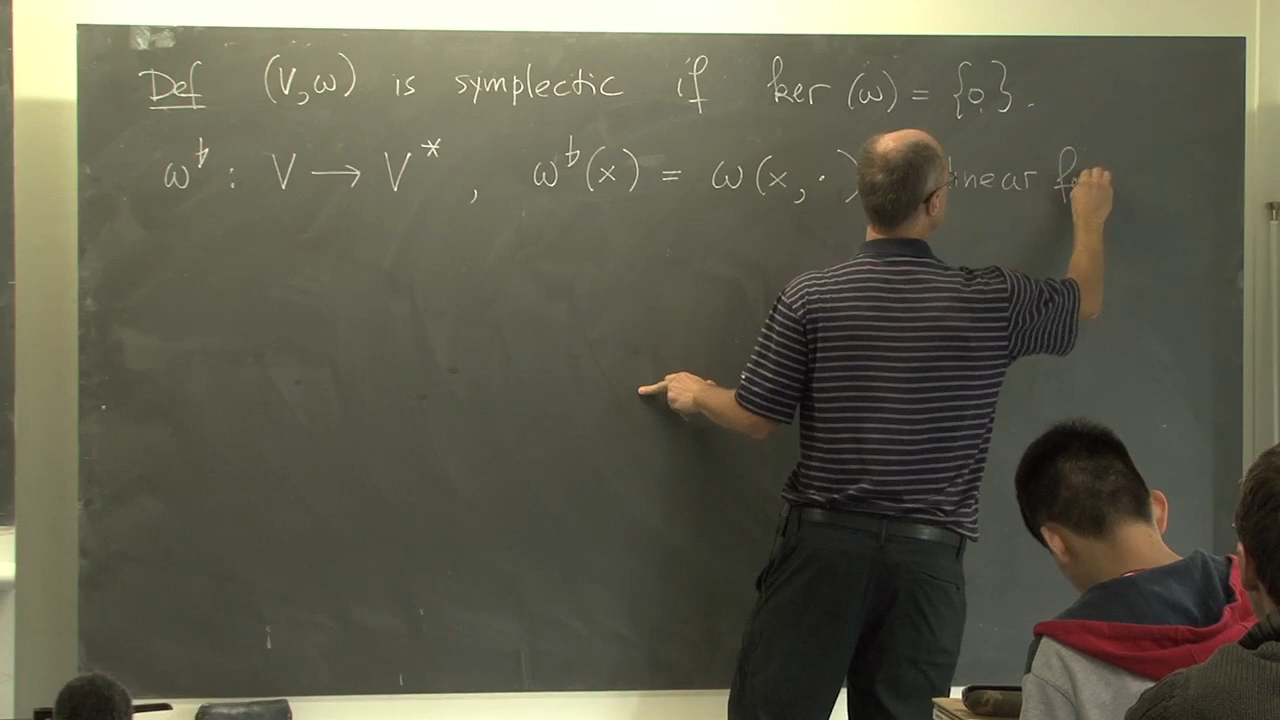 Def (V,ω) is symplectic if ker (ω) = {0}.
ω♭ : V → V* , ω♭(x) = ω(x, · ) linear